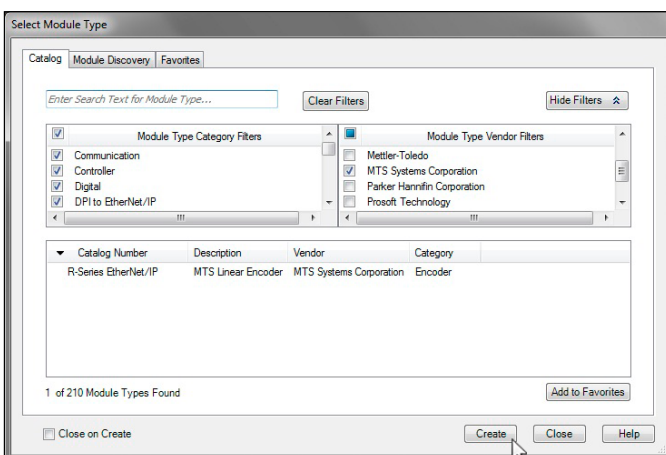 Select Module Type
Catalog Module Discovery Favorites
Enter Search Text for Module Type... Clear Filters Hide Filters
Module Type Category Filters Module Type Vendor Filters
Communication Mettler-Toledo
Controller MTS Systems Corporation
Digital Parker Hannifin Corporation
DPI to EtherNet/IP Prosoft Technology
Catalog Number Description Vendor Category
R-Series EtherNet/IP MTS Linear Encoder MTS Systems Corporation Encoder
1 of 210 Module Types Found Add to Favorites
Close on Create Create Close Help